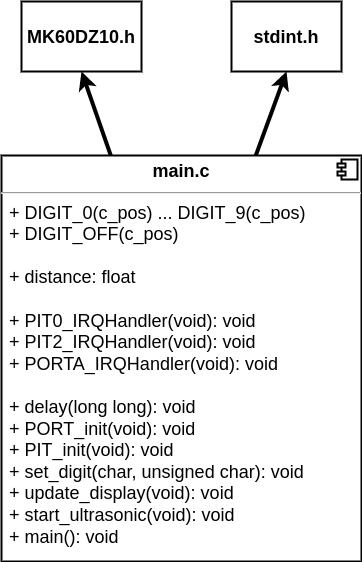 MK60DZ10.h
stdint.h
main.c
+ DIGIT_0(c_pos) ... DIGIT_9(c_pos)
+ DIGIT_OFF(c_pos)
+ distance: float
+ PIT0_IRQHandler(void): void
+ PIT2_IRQHandler(void): void
+ PORTA_IRQHandler(void): void
+ delay(long long): void
+ PORT_init(void): void
+ PIT_init(void): void
+ set_digit(char, unsigned char): void
+ update_display(void): void
+ start_ultrasonic(void): void
+ main(): void